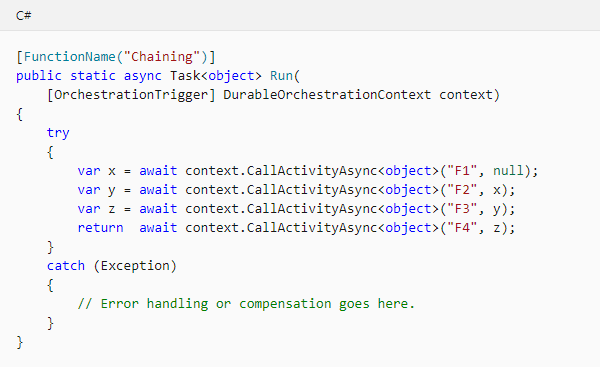 C#
[FunctionName("Chaining")]
public static async Task<object> Run(
    [OrchestrationTrigger] DurableOrchestrationContext context)
{
    try
    {
        var x = await context.CallActivityAsync<object>("F1", null);
        var y = await context.CallActivityAsync<object>("F2", x);
        var z = await context.CallActivityAsync<object>("F3", y);
        return  await context.CallActivityAsync<object>("F4", z);
    }
    catch (Exception)
    {
        // Error handling or compensation goes here.
    }
}